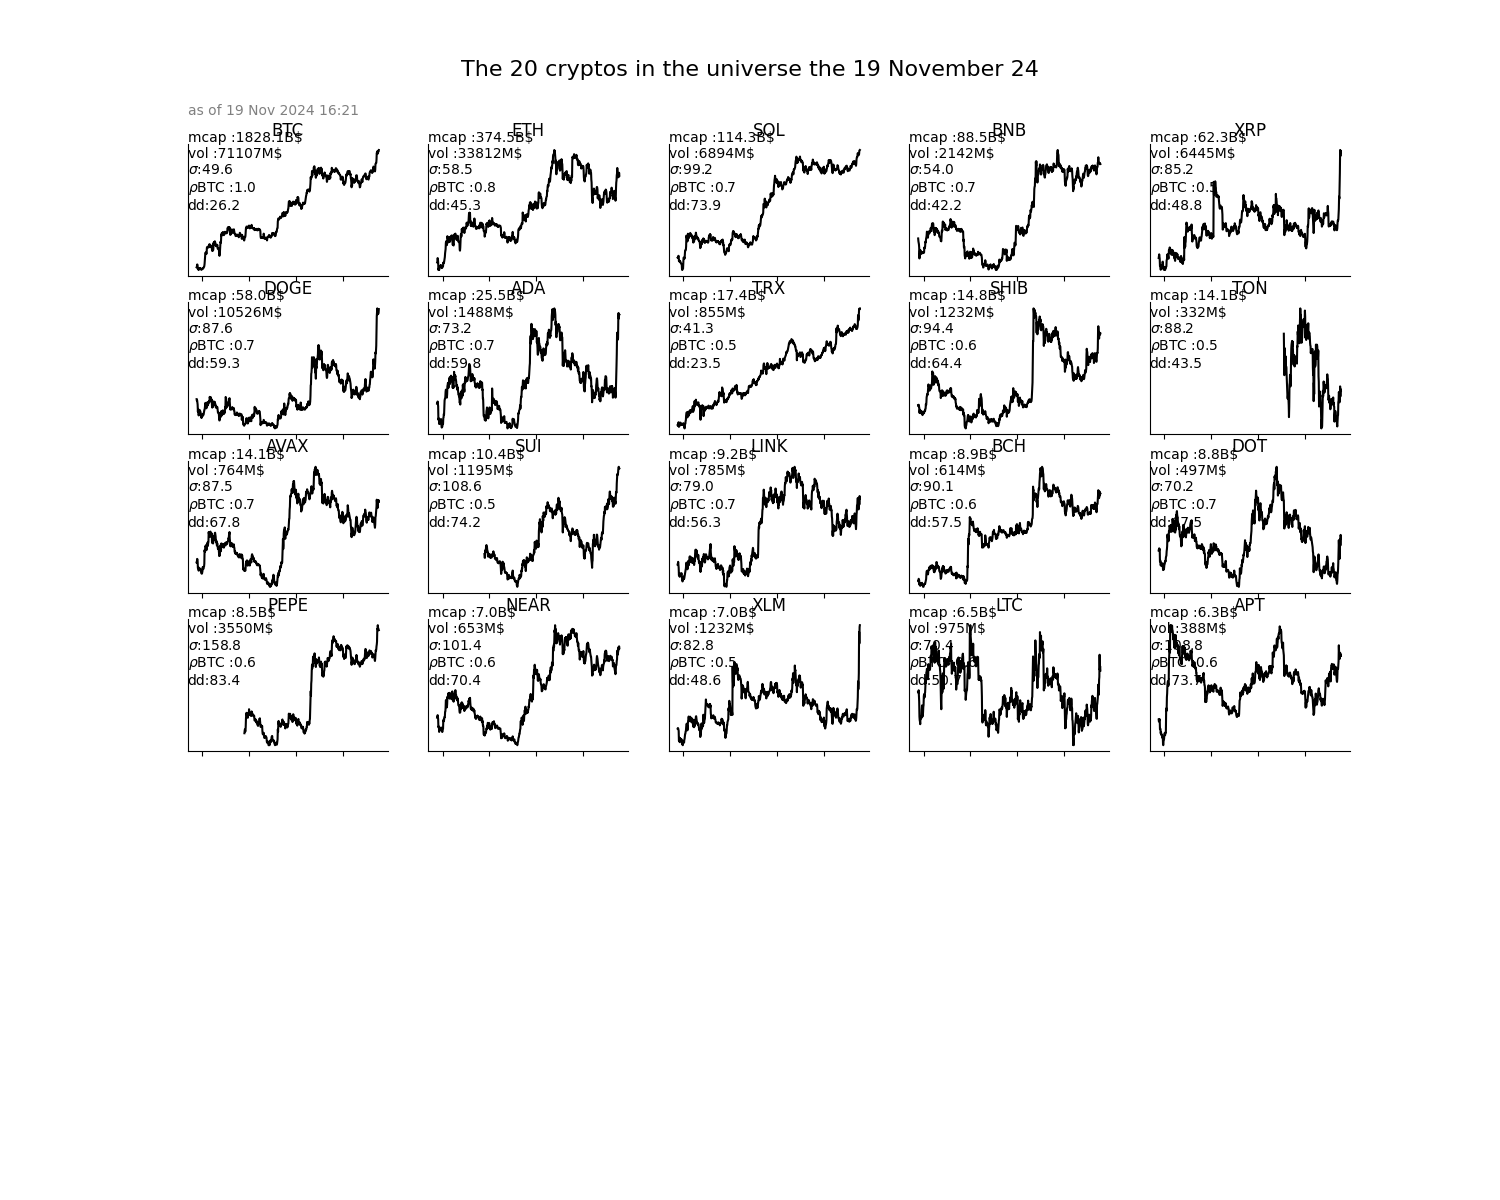 The 20 cryptos in the universe the 19 November 24
as of 19 Nov 2024 16:21
BTC
mcap :1828.1B$
vol :71107M$
σ:49.6
ρBTC :1.0
dd:26.2
ETH
mcap :374.5B$
vol :33812M$
σ:58.5
ρBTC :0.8
dd:45.3
SOL
mcap :114.3B$
vol :6894M$
σ:99.2
ρBTC :0.7
dd:73.9
BNB
mcap :88.5B$
vol :2142M$
σ:54.0
ρBTC :0.7
dd:42.2
XRP
mcap :62.3B$
vol :6445M$
σ:85.2
ρBTC :0.5
dd:48.8
DOGE
mcap :58.0B$
vol :10526M$
σ:87.6
ρBTC :0.7
dd:59.3
ADA
mcap :25.5B$
vol :1488M$
σ:73.2
ρBTC :0.7
dd:59.8
TRX
mcap :17.4B$
vol :855M$
σ:41.3
ρBTC :0.5
dd:23.5
SHIB
mcap :14.8B$
vol :1232M$
σ:94.4
ρBTC :0.6
dd:64.4
TON
mcap :14.1B$
vol :332M$
σ:88.2
ρBTC :0.5
dd:43.5
AVAX
mcap :14.1B$
vol :764M$
σ:87.5
ρBTC :0.7
dd:67.8
SUI
mcap :10.4B$
vol :1195M$
σ:108.6
ρBTC :0.5
dd:74.2
LINK
mcap :9.2B$
vol :785M$
σ:79.0
ρBTC :0.7
dd:56.3
BCH
mcap :8.9B$
vol :614M$
σ:90.1
ρBTC :0.6
dd:57.5
DOT
mcap :8.8B$
vol :497M$
σ:70.2
ρBTC :0.7
PEPE
mcap :8.5B$
vol :3550M$
σ:158.8
ρBTC :0.6
dd:83.4
NEAR
mcap :7.0B$
vol :653M$
σ:101.4
ρBTC :0.6
dd:70.4
XLM
mcap :7.0B$
vol :1232M$
σ:82.8
ρBTC :0.5
dd:48.6
LTC
mcap :6.5B$
vol :975M$
APT
mcap :6.3B$
vol :388M$
σ:108.8
ρBTC :0.6